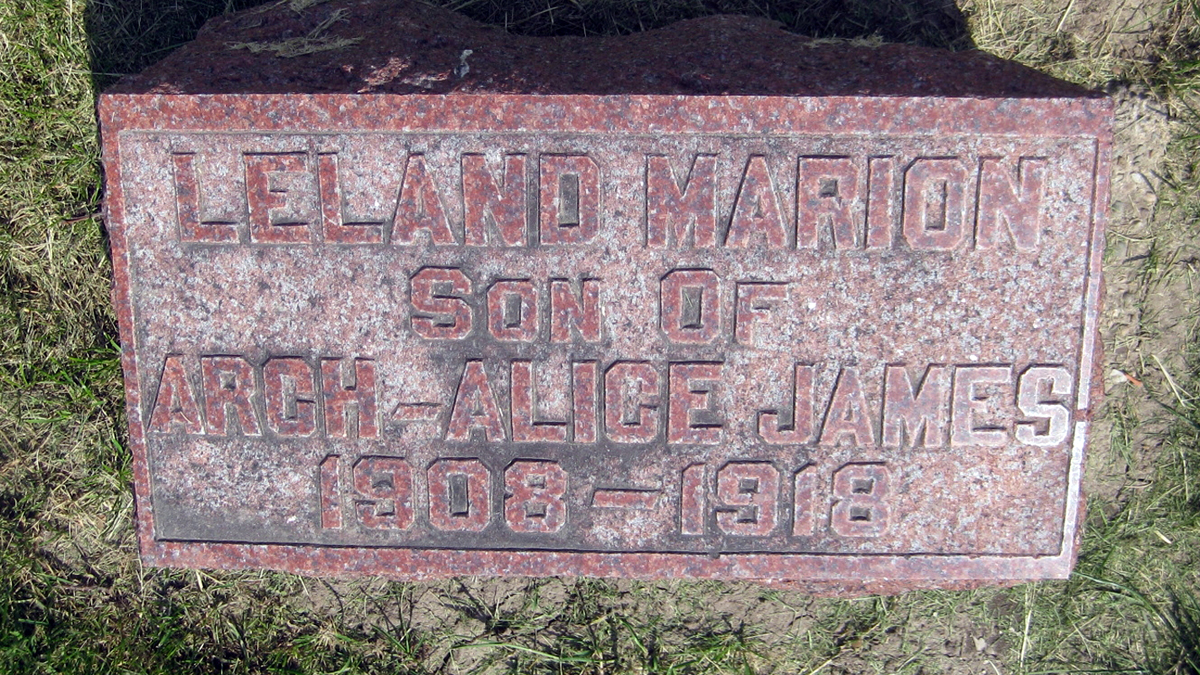 LELAND MARION
SON OF
ARCH-ALICE JAMES
1908-1918